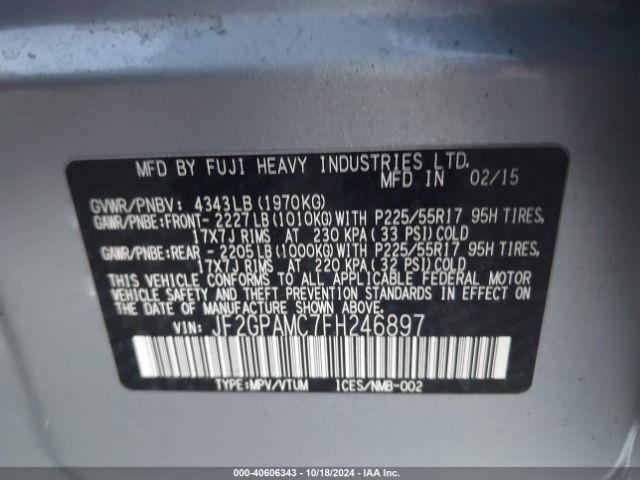 MFD BY FUJI HEAVY INDUSTRIES LTD.
MFD IN 02/15
GVWR/PNBV: 4343LB (1970KG)
GAWR/PNBE:FRONT- 2227LB (1010KG) WITH P225/55R17 95H TIRES,
17X7J RIMS AT 230 KPA ( 33 PSI) COLD
GAWR/PNBE:REAR - 2205LB (1000KG) WITH P225/55R17 95H TIRES,
17X7J RIMS AT 220 KPA ( 32 PSI) COLD
THIS VEHICLE CONFORMS TO ALL APPLICABLE FEDERAL MOTOR
VEHICLE SAFETY AND THEFT PREVENTION STANDARDS IN EFFECT
ON THE DATE OF MANUFACTURE SHOWN ABOVE.
VIN: JF2GPAMC7FH246897
TYPE:MPV/VTUM ICES/NMB-002
000-40606343 - 10/18/2024 - IAAI.com